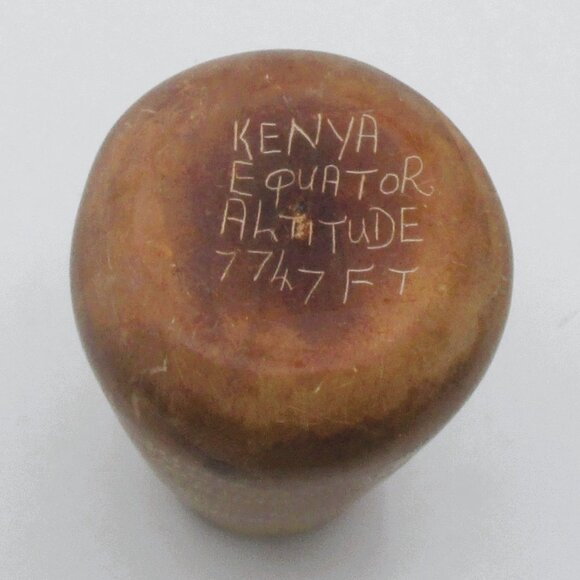 KENYA
EQUATOR
ALTITUDE
7747 FT